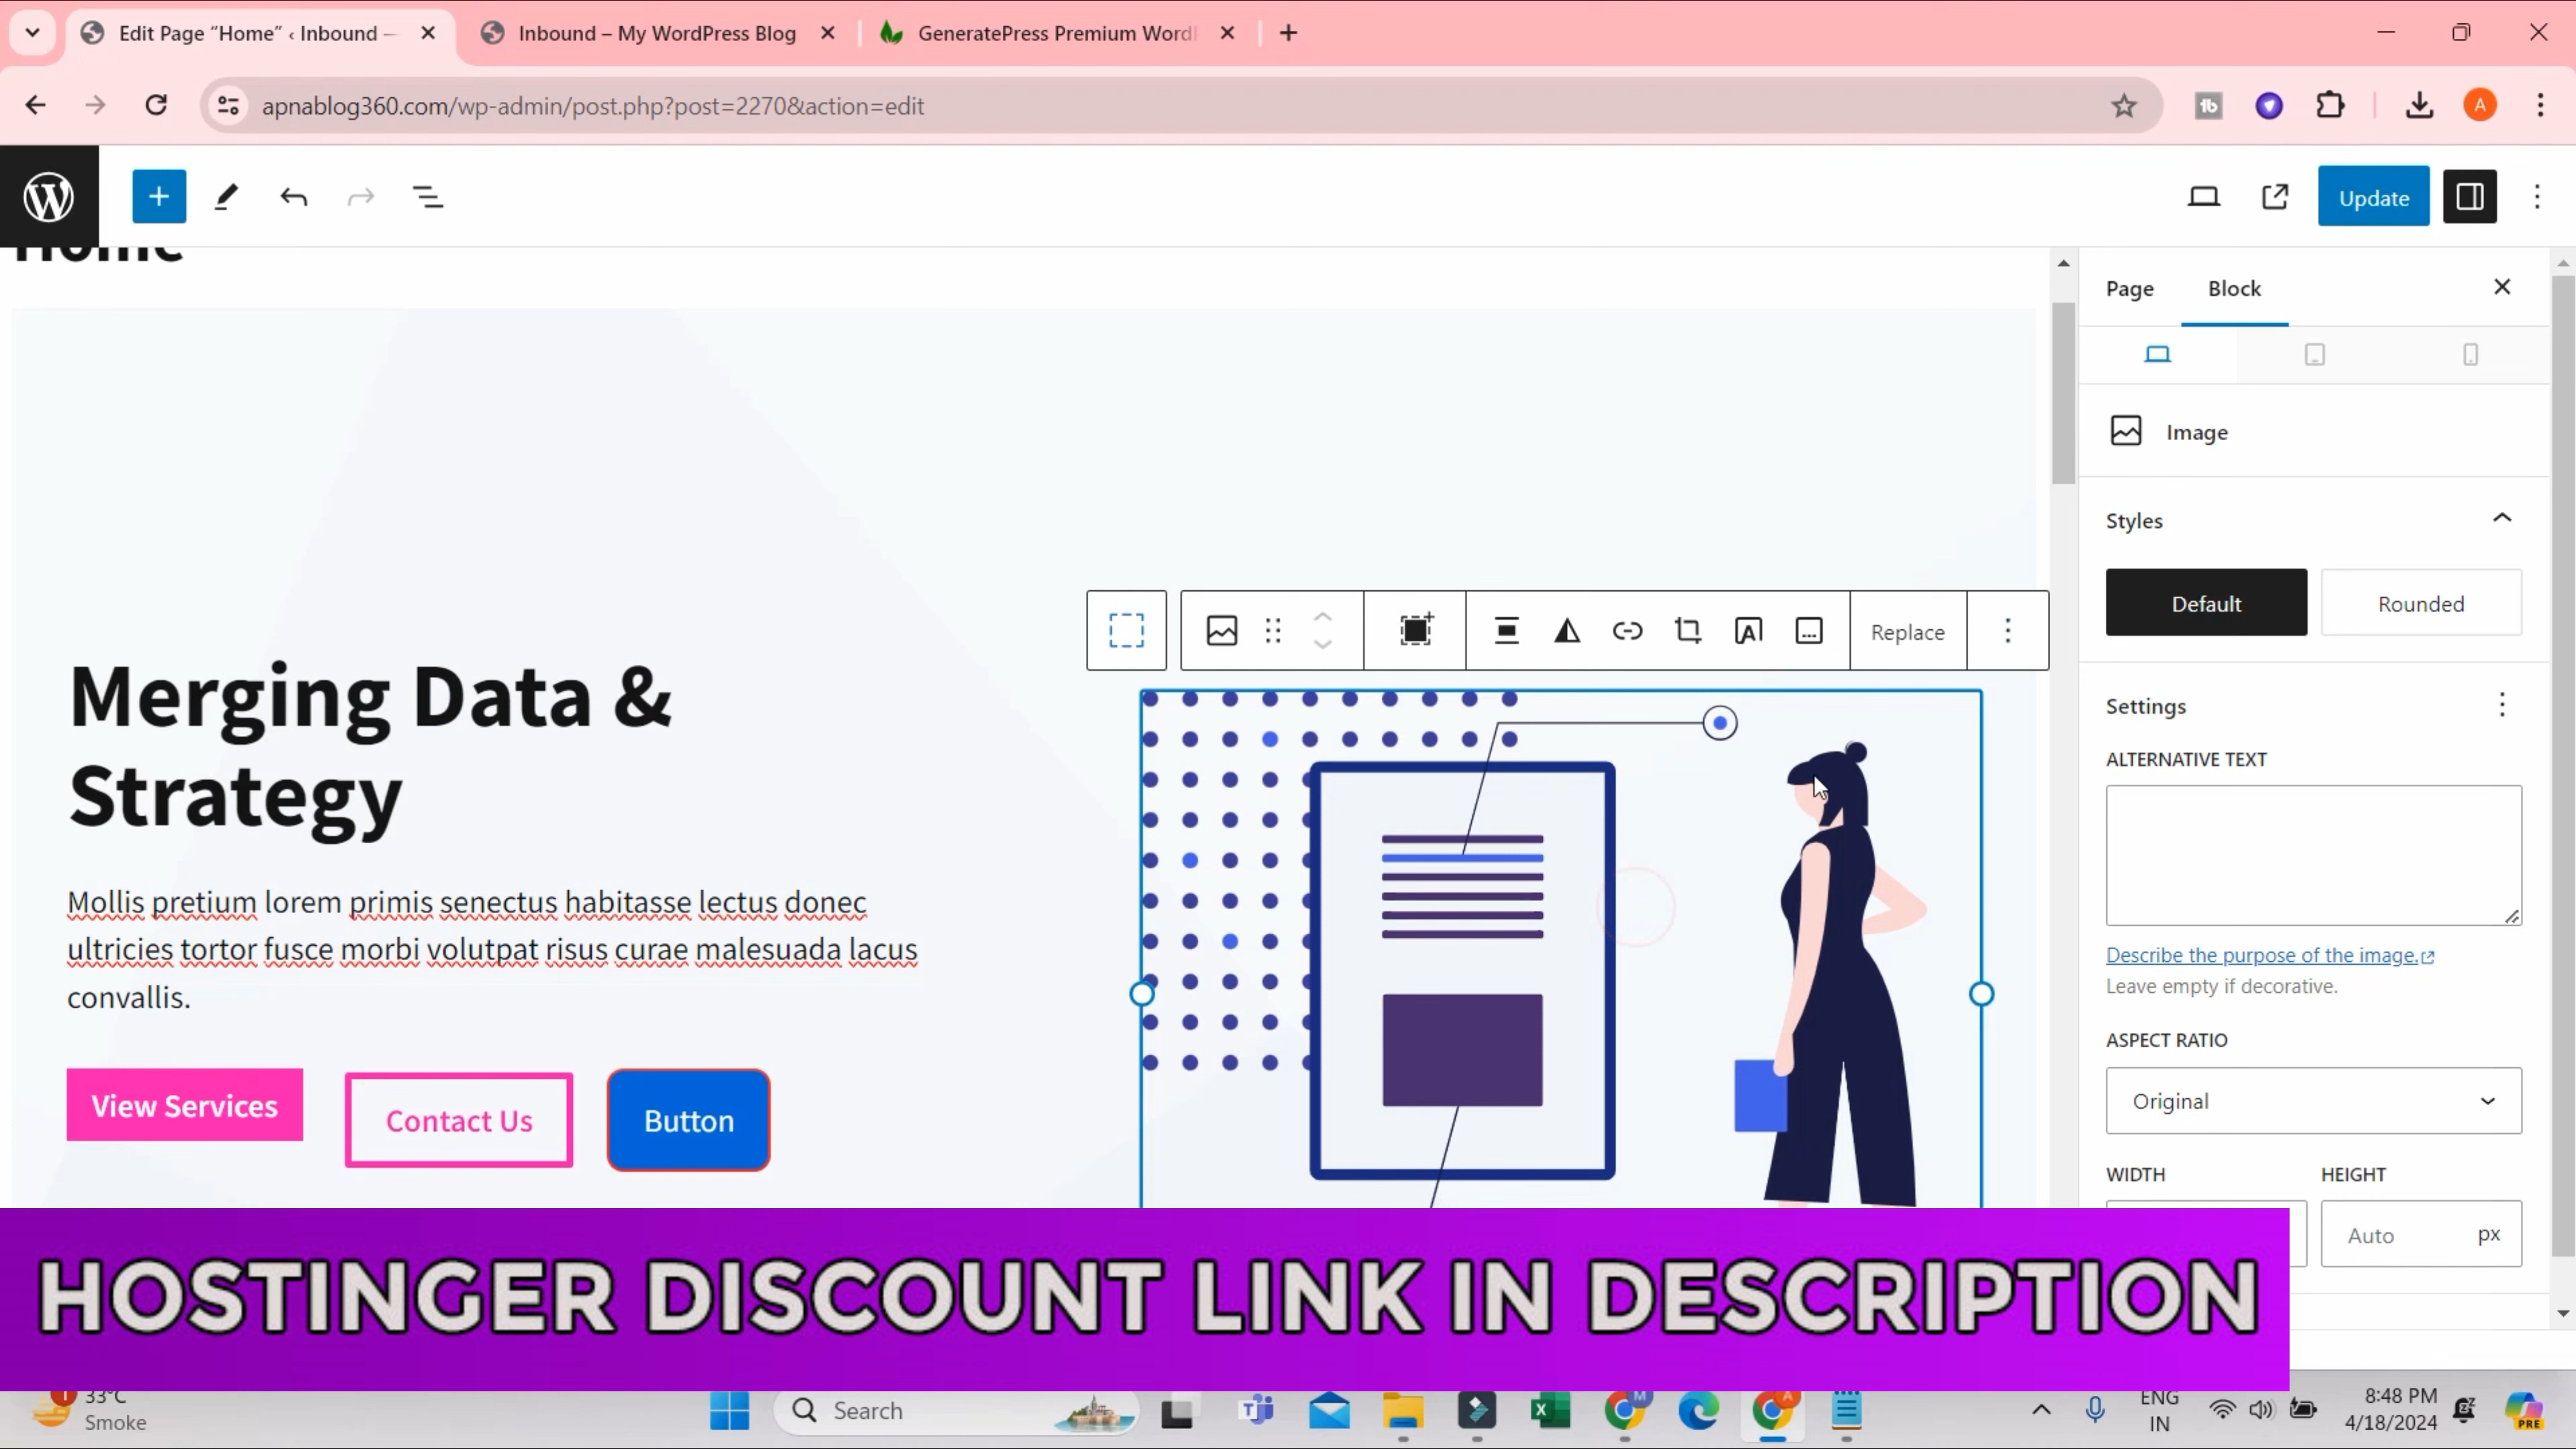 Edit Page “Home” ‹ Inbound —
Inbound – My WordPress Blog
GeneratePress Premium Word
apnablog360.com/wp-admin/post.php?post=2270&action=edit
A
Update
Home
Page
Block
Image
Styles
Default
Rounded
Replace
Settings
ALTERNATIVE TEXT
Merging Data &
Strategy
Mollis pretium lorem primis senectus habitasse lectus donec
ultricies tortor fusce morbi volutpat risus curae malesuada lacus
convallis.
Describe the purpose of the image.
Leave empty if decorative.
ASPECT RATIO
Original
View Services
Contact Us
Button
WIDTH
HEIGHT
Auto
px
HOSTINGER DISCOUNT LINK IN DESCRIPTION
33°C
Smoke
Search
ENG
IN
8:48 PM
4/18/2024
PRE